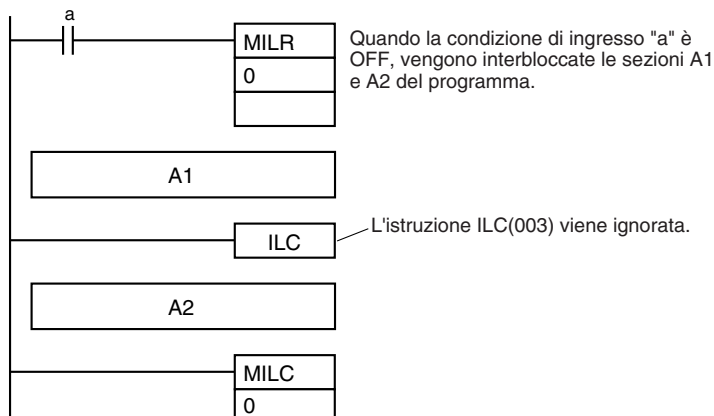 a
MILR
0
Quando la condizione di ingresso "a" è
OFF, vengono interbloccate le sezioni A1
e A2 del programma.
A1
ILC
L'istruzione ILC(003) viene ignorata.
A2
MILC
0